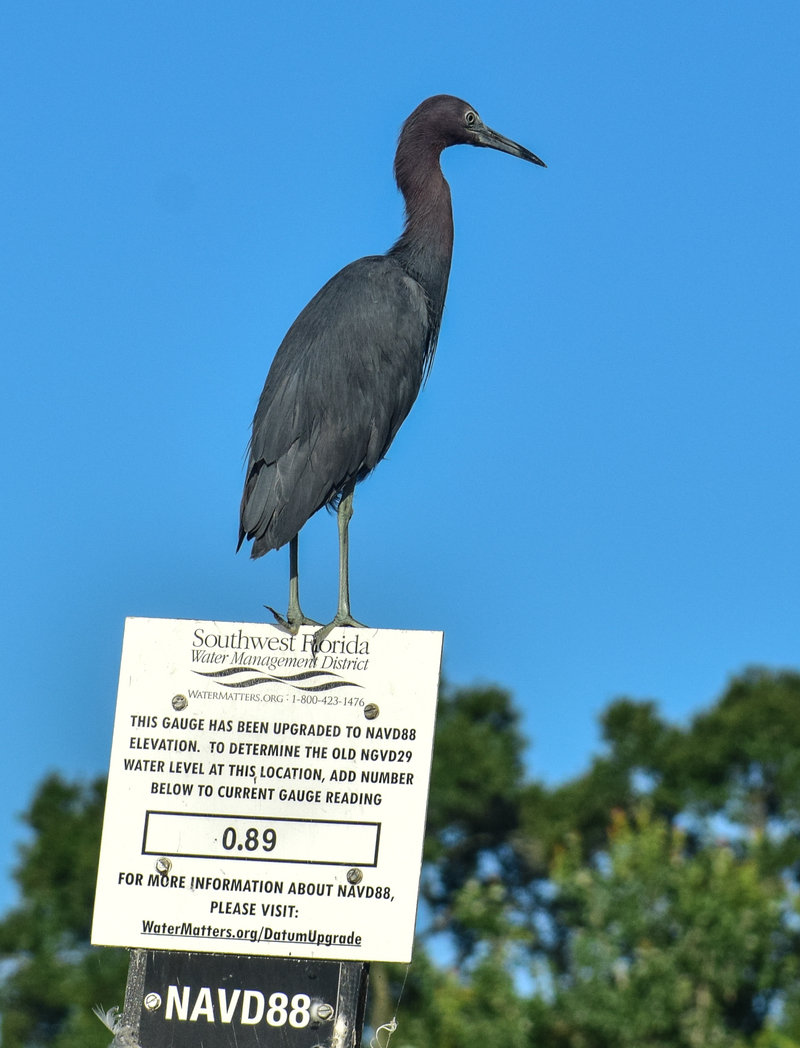 Southwest Florida
Water Management District
WATERMATTERS.ORG · 1-800-423-1476
THIS GAUGE HAS BEEN UPGRADED TO NAVD88
ELEVATION. TO DETERMINE THE OLD NGVD29
WATER LEVEL AT THIS LOCATION, ADD NUMBER
BELOW TO CURRENT GAUGE READING
0.89
FOR MORE INFORMATION ABOUT NAVD88,
PLEASE VISIT:
WaterMatters.org/DatumUpgrade
NAVD88